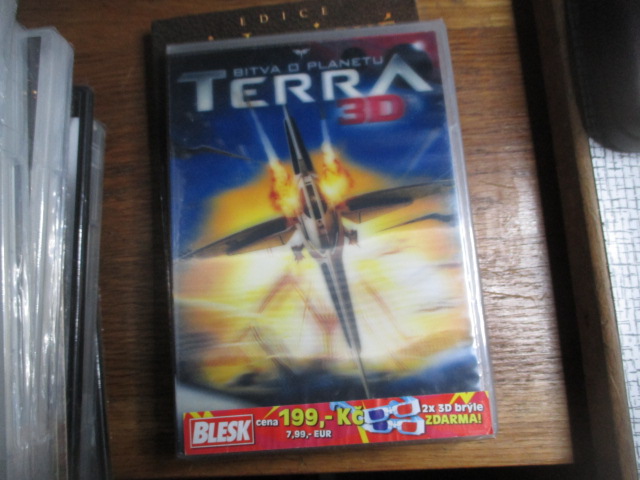 EDICE
BITVA O PLANETU
TERRA
3D
BLESK
cena 199,- Kč
7,99,- EUR
2x 3D brýle
ZDARMA!